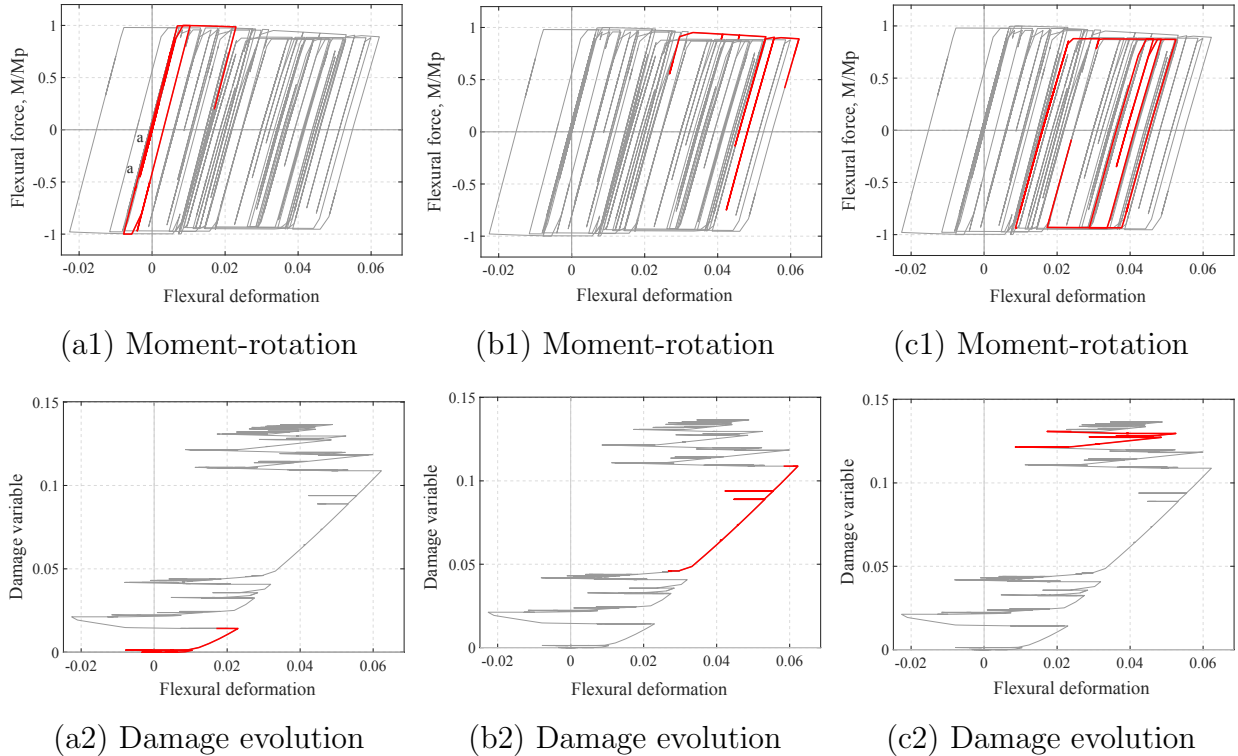 1
0.5
0
-0.5
-1
Flexural force, M/Mp
a
a
-0.02 0 0.02 0.04 0.06
Flexural deformation
(a1) Moment-rotation
1
0.5
0
-0.5
-1
Flexural force, M/Mp
-0.02 0 0.02 0.04 0.06
Flexural deformation
(b1) Moment-rotation
1
0.5
0
-0.5
-1
Flexural force, M/Mp
-0.02 0 0.02 0.04 0.06
Flexural deformation
(c1) Moment-rotation
0.15
0.1
0.05
0
Damage variable
-0.02 0 0.02 0.04 0.06
Flexural deformation
(a2) Damage evolution
0.15
0.1
0.05
0
Damage variable
-0.02 0 0.02 0.04 0.06
Flexural deformation
(b2) Damage evolution
0.15
0.1
0.05
0
Damage variable
-0.02 0 0.02 0.04 0.06
Flexural deformation
(c2) Damage evolution